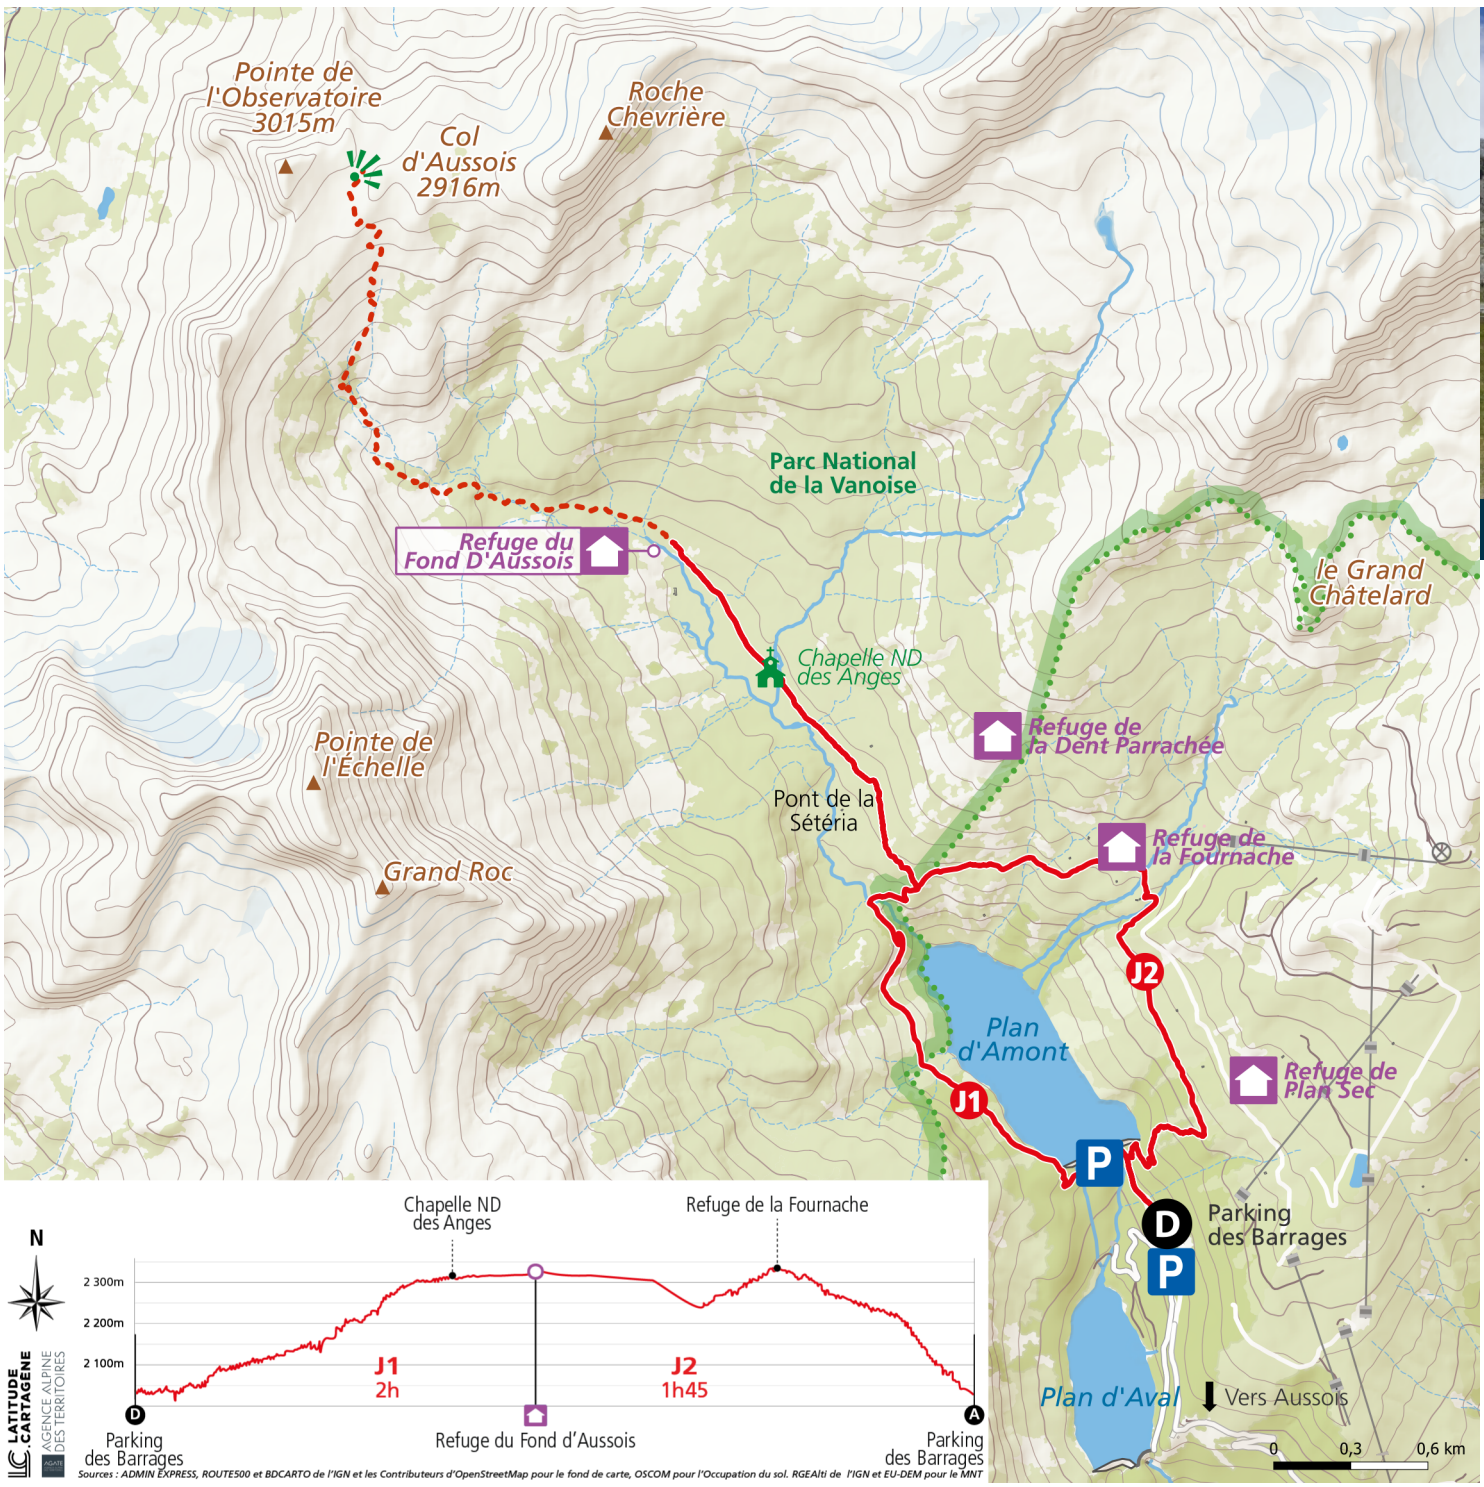 Pointe de
l'Observatoire
3015m
Col
d'Aussois
2916m
Roche
Chevrière
Parc National
de la Vanoise
Refuge du
Fond D'Aussois
le Grand
Châtelard
Chapelle ND
des Anges
Refuge de
la Dent Parrachée
Pointe de
l'Échelle
Pont de la
Sétéria
Refuge de
la Fournache
Grand Roc
J2
Plan
d'Amont
Refuge de
Plan Sec
J1
P
D
Parking
des Barrages
P
Plan d'Aval
Vers Aussois
0 0,3 0,6 km
N
LATITUDE
CARTAGÈNE
AGENCE ALPINE
DES TERRITOIRES
AGATE
Chapelle ND
des Anges
Refuge de la Fournache
2 300m
2 200m
2 100m
J1
2h
J2
1h45
D
A
Parking
des Barrages
Refuge du Fond d'Aussois
Parking
des Barrages
Sources : ADMIN EXPRESS, ROUTE500 et BDCARTO de l'IGN et les Contributeurs d'OpenStreetMap pour le fond de carte, OSCOM pour l'Occupation du sol. RGEAlti de l'IGN et EU-DEM pour le MNT